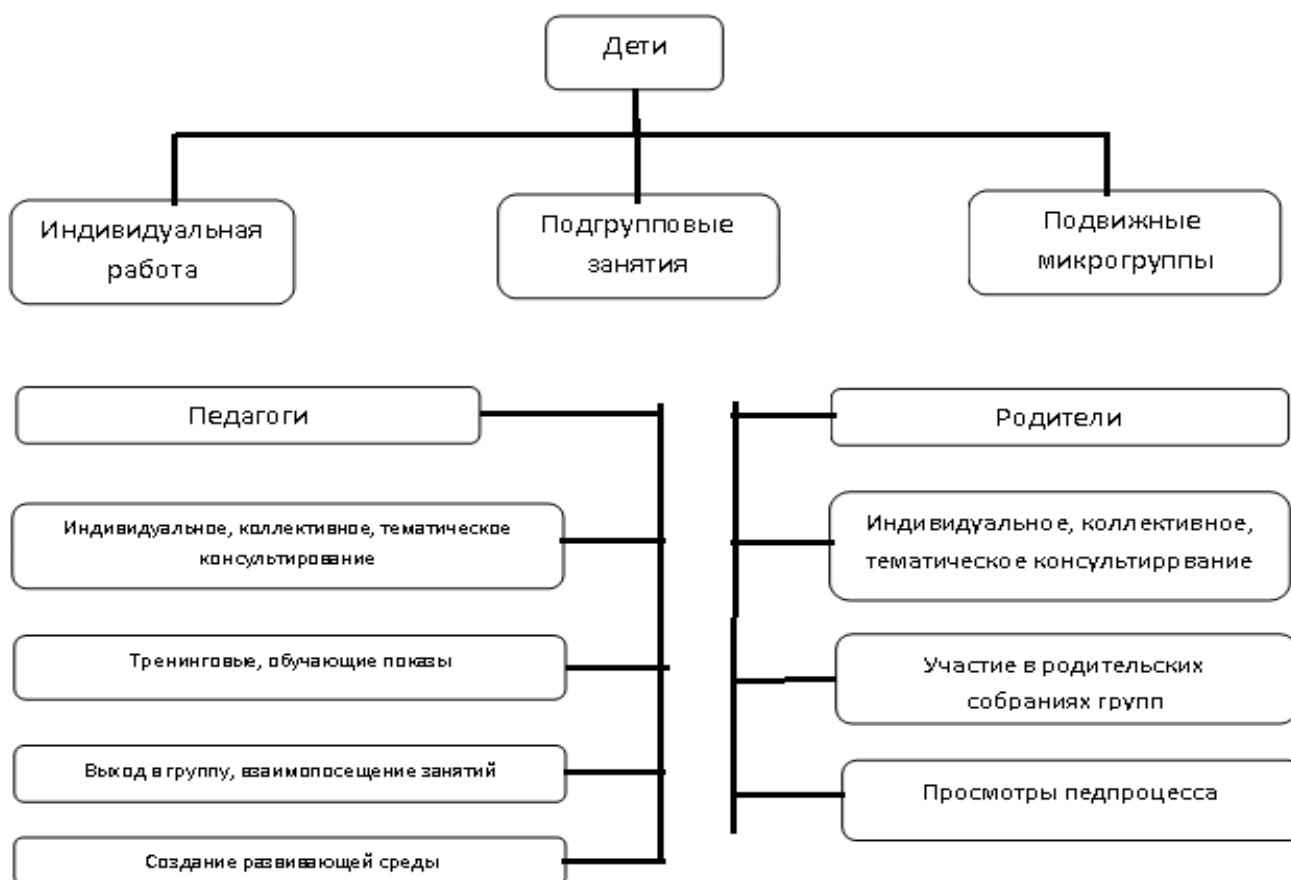 Дети
Индивидуальная
работа
Подгрупповые
занятия
Подвижные
микрогруппы
Педагоги
Индивидуальное, коллективное, тематическое
консультирование
Тренинговые, обучающие показы
Выход в группу, взаимопосещение занятий
Создание развивающей среды
Родители
Индивидуальное, коллективное,
тематическое консультиррвание
Участие в родительских
собраниях групп
Просмотры педпроцесса